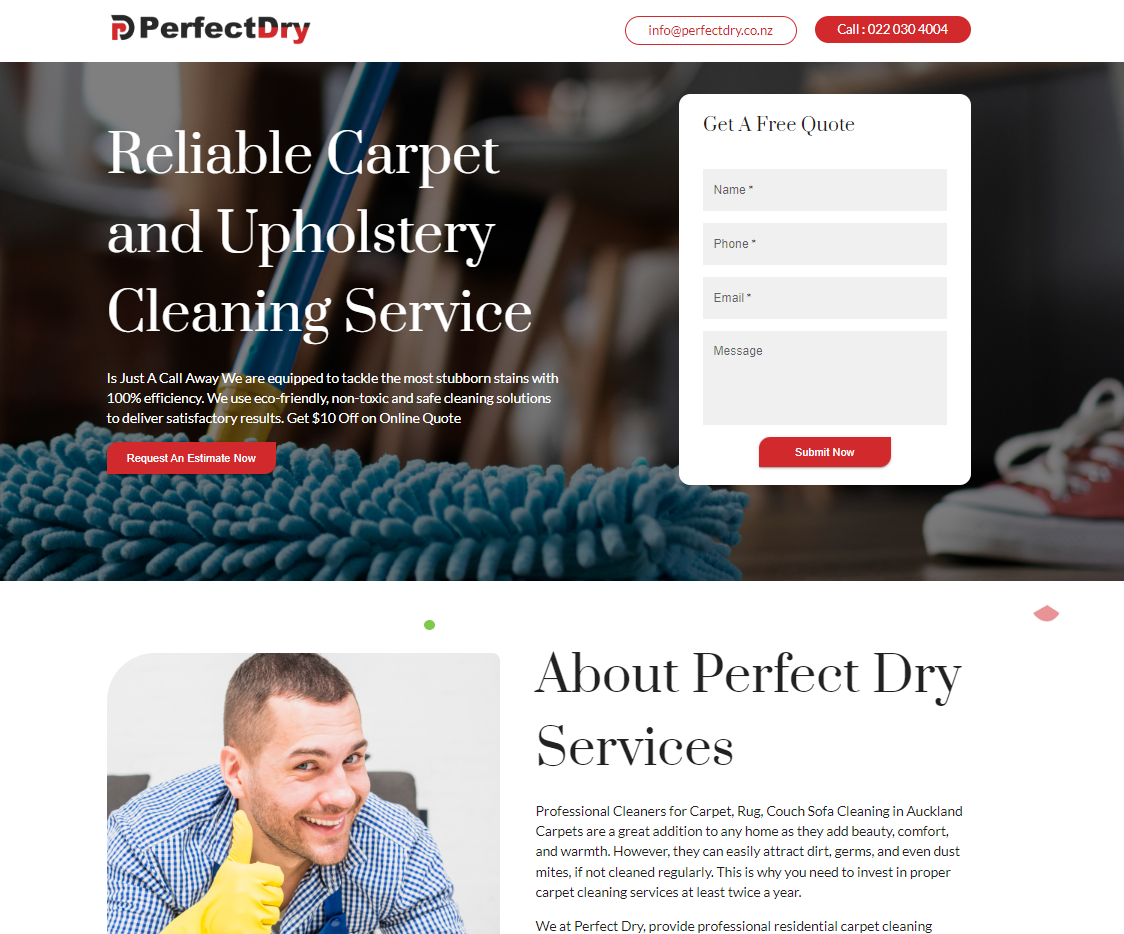 PerfectDry
info@perfectdry.co.nz
Call : 022 030 4004
Reliable Carpet
and Upholstery
Cleaning Service
Is Just A Call Away We are equipped to tackle the most stubborn stains with
100% efficiency. We use eco-friendly, non-toxic and safe cleaning solutions
to deliver satisfactory results. Get $10 Off on Online Quote
Request An Estimate Now
Get A Free Quote
Name *
Phone *
Email *
Message
Submit Now
About Perfect Dry
Services
Professional Cleaners for Carpet, Rug, Couch Sofa Cleaning in Auckland
Carpets are a great addition to any home as they add beauty, comfort,
and warmth. However, they can easily attract dirt, germs, and even dust
mites, if not cleaned regularly. This is why you need to invest in proper
carpet cleaning services at least twice a year.
We at Perfect Dry, provide professional residential carpet cleaning